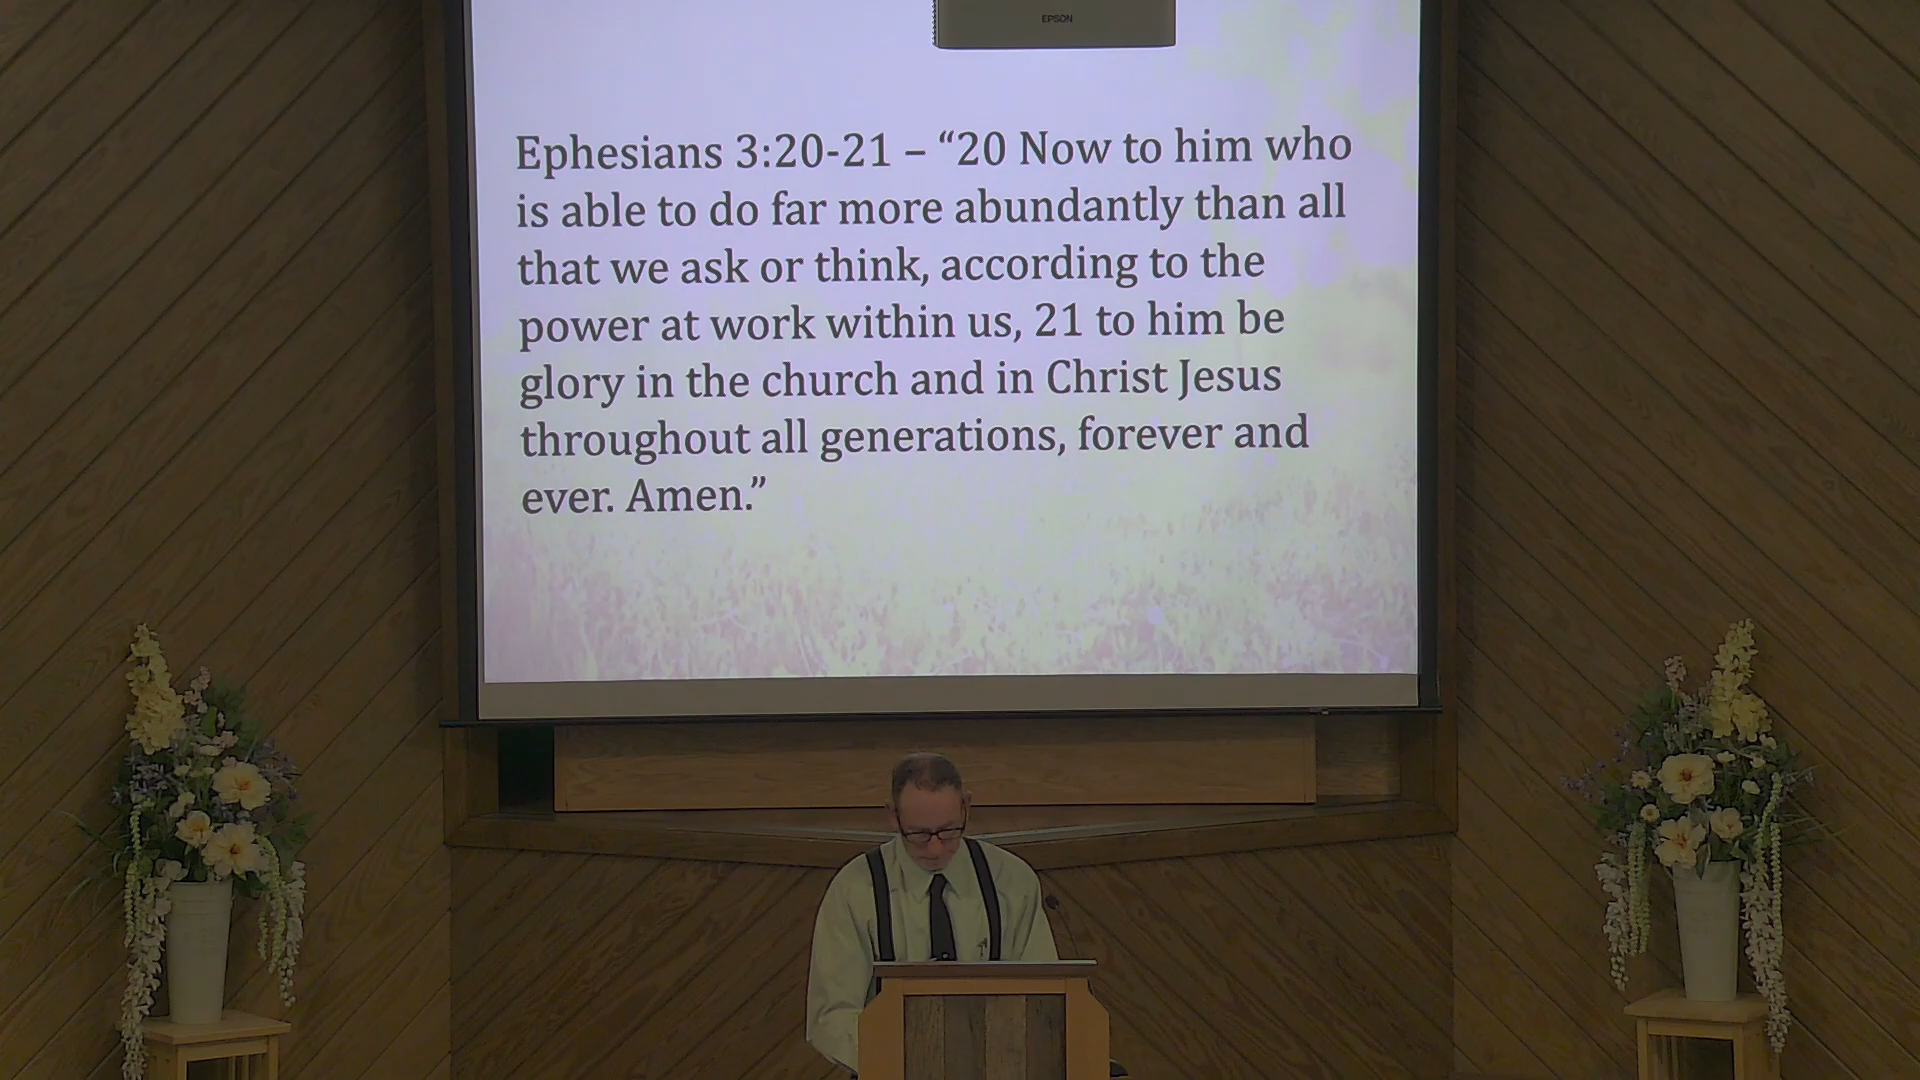 EPSON
Ephesians 3:20-21 – “20 Now to him who
is able to do far more abundantly than all
that we ask or think, according to the
power at work within us, 21 to him be
glory in the church and in Christ Jesus
throughout all generations, forever and
ever. Amen.”